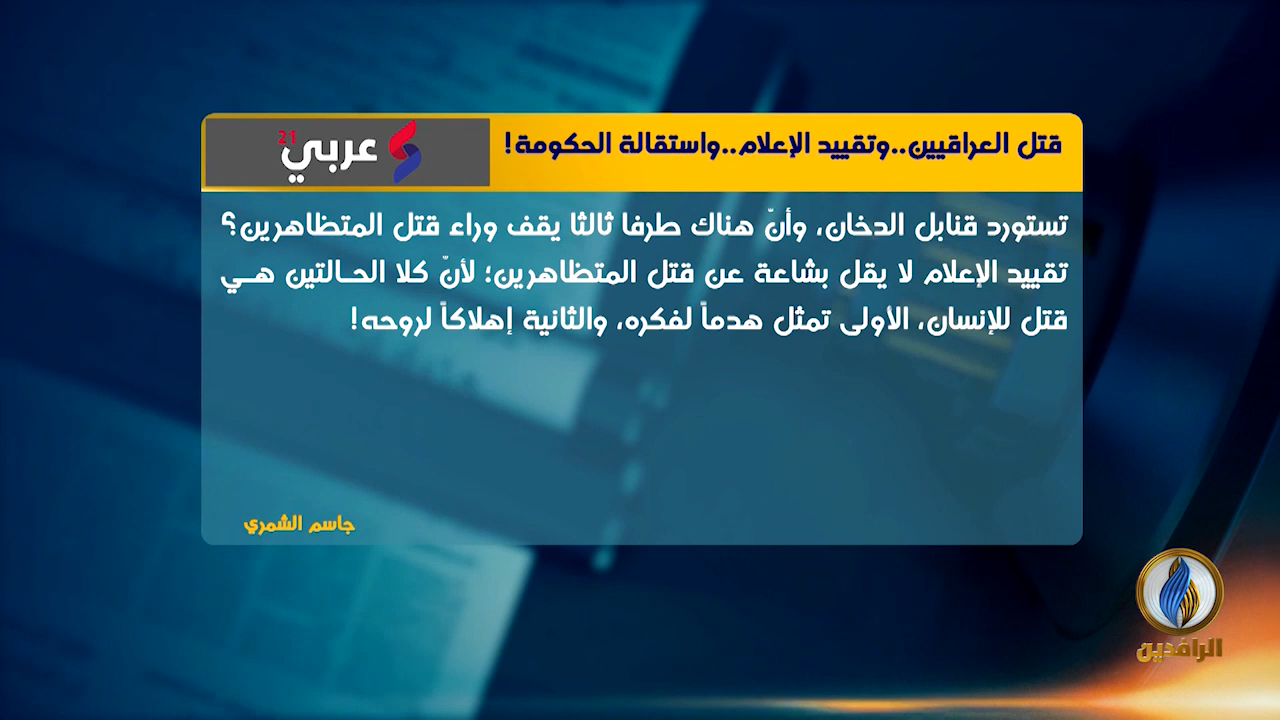 قتل العراقيين..وتقييد الإعلام..واستقالة الحكومة!
عربي 21
تستورد قنابل الدخان، وأنّ هناك طرفا ثالثا يقف وراء قتل المتظاهرين؟
تقييد الإعلام لا يقل بشاعة عن قتل المتظاهرين؛ لأنّ كلا الحـالتين هـي
قتل للإنسان، الأولى تمثل هدماً لفكره، والثانية إهلاكاً لروحه!
جاسم الشمري
الرافدين